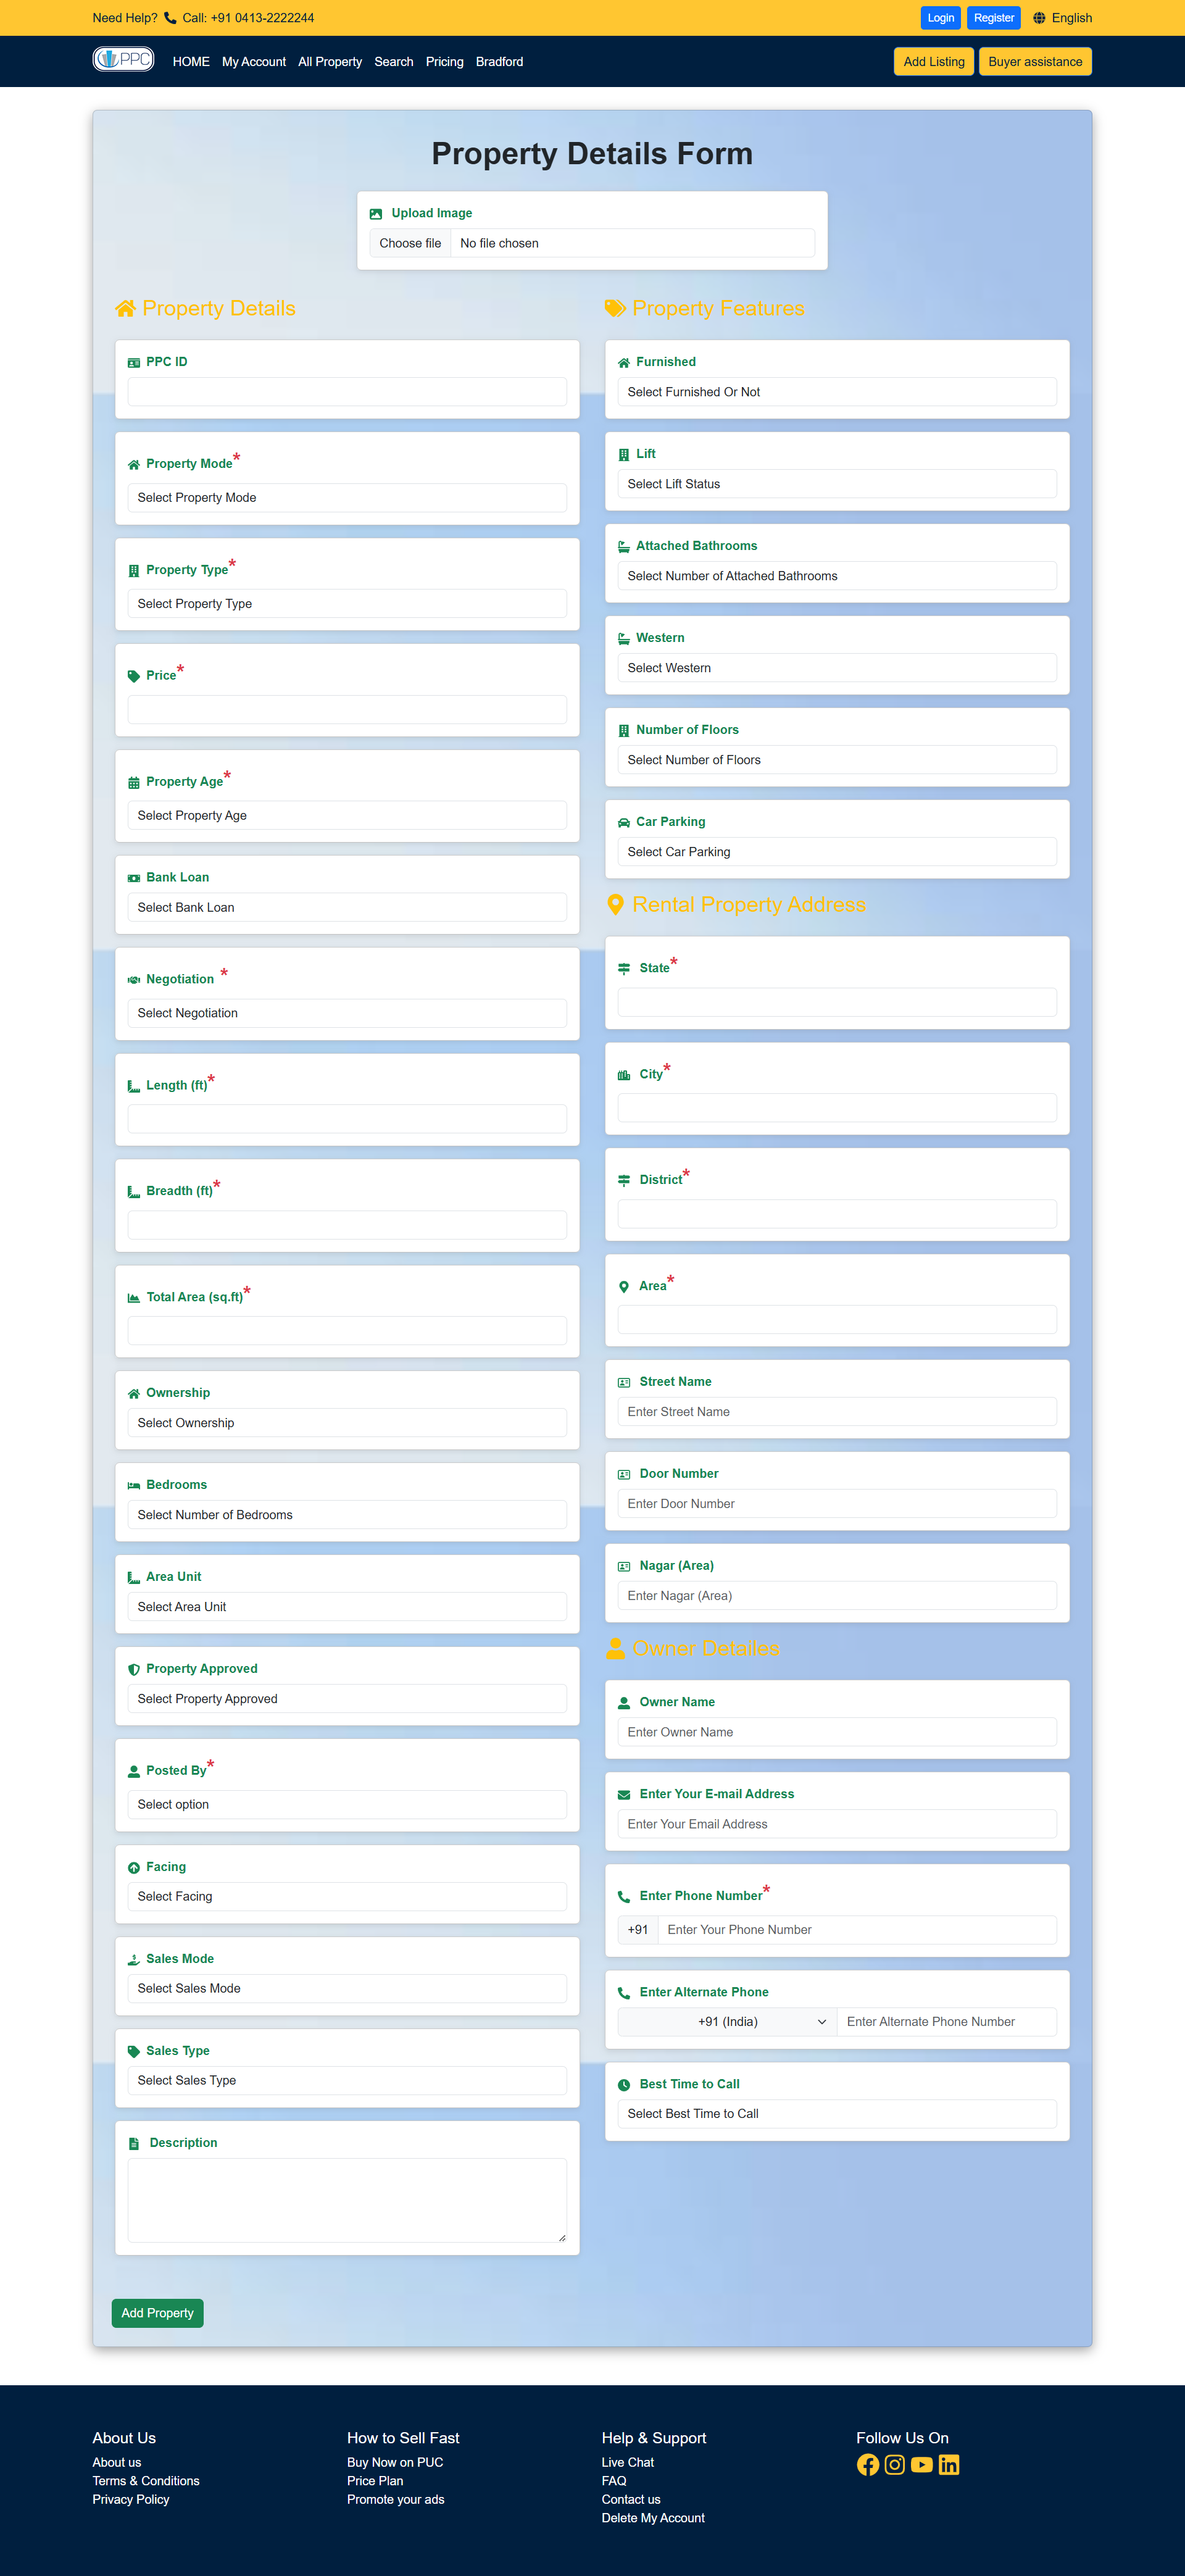 Need Help? Call: +91 0413-2222244
Login Register English
PPC HOME My Account All Property Search Pricing Bradford
Add Listing Buyer assistance
Property Details Form
Upload Image
Choose file No file chosen
Property Details
PPC ID
Property Mode*
Select Property Mode
Property Type*
Select Property Type
Price*
Property Age*
Select Property Age
Bank Loan
Select Bank Loan
Negotiation *
Select Negotiation
Length (ft)*
Breadth (ft)*
Total Area (sq.ft)*
Ownership
Select Ownership
Bedrooms
Select Number of Bedrooms
Area Unit
Select Area Unit
Property Approved
Select Property Approved
Posted By*
Select option
Facing
Select Facing
Sales Mode
Select Sales Mode
Sales Type
Select Sales Type
Description
Property Features
Furnished
Select Furnished Or Not
Lift
Select Lift Status
Attached Bathrooms
Select Number of Attached Bathrooms
Western
Select Western
Number of Floors
Select Number of Floors
Car Parking
Select Car Parking
Rental Property Address
State*
City*
District*
Area*
Street Name
Enter Street Name
Door Number
Enter Door Number
Nagar (Area)
Enter Nagar (Area)
Owner Detailes
Owner Name
Enter Owner Name
Enter Your E-mail Address
Enter Your Email Address
Enter Phone Number*
+91 Enter Your Phone Number
Enter Alternate Phone
+91 (India) Enter Alternate Phone Number
Best Time to Call
Select Best Time to Call
Add Property
About Us
About us
Terms & Conditions
Privacy Policy
How to Sell Fast
Buy Now on PUC
Price Plan
Promote your ads
Help & Support
Live Chat
FAQ
Contact us
Delete My Account
Follow Us On